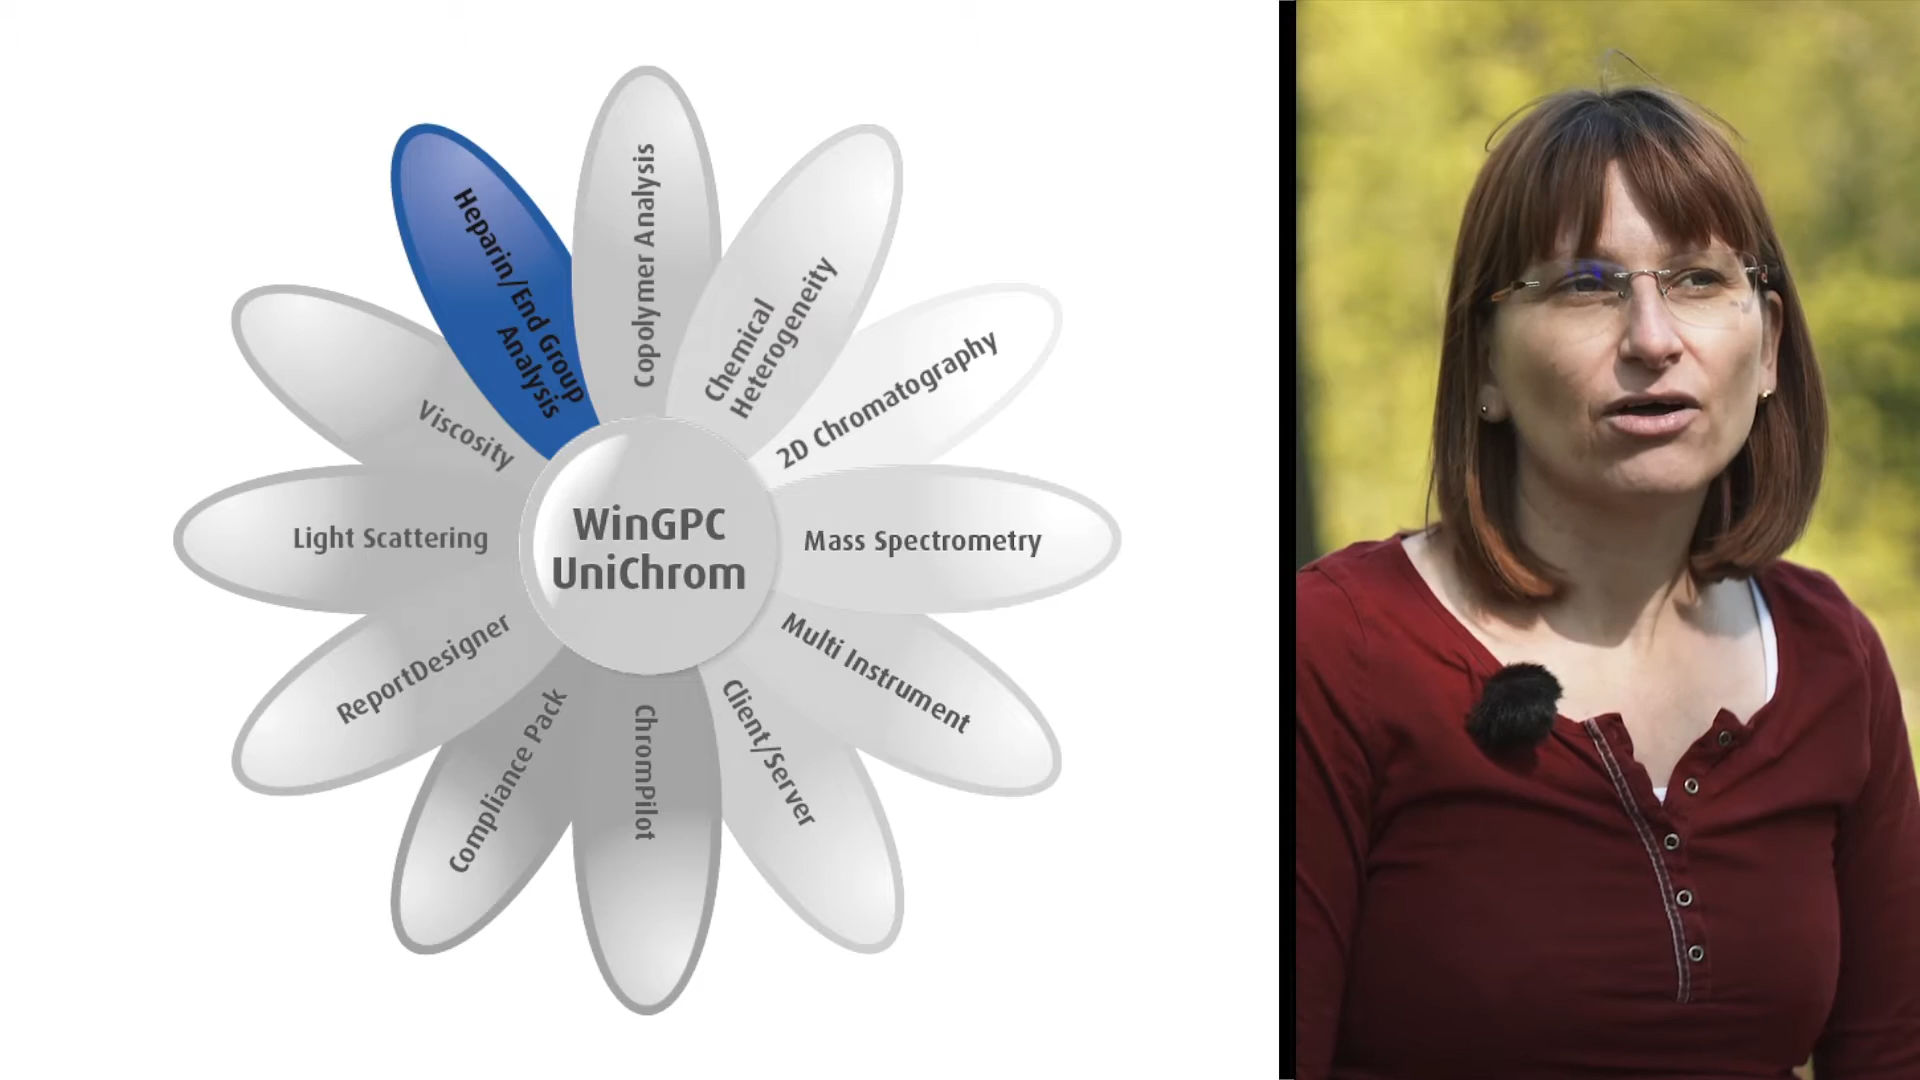 Copolymer Analysis
Chemical
Heterogeneity
2D Chromatography
Mass Spectrometry
Multi Instrument
Client/Server
ChromPilot
Compliance Pack
ReportDesigner
Light Scattering
Viscosity
Heparin/End Group
Analysis
WinGPC
UniChrom